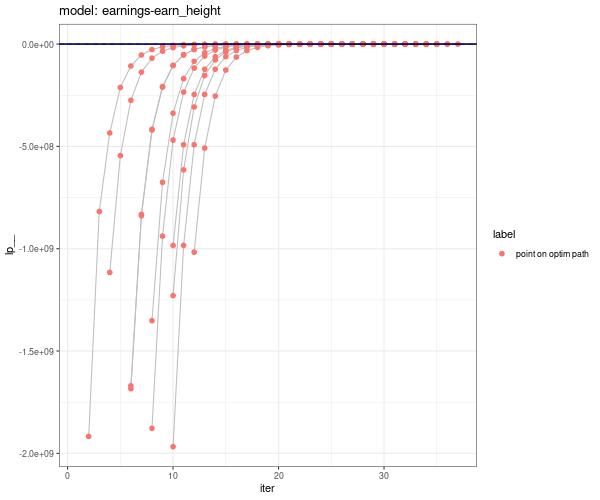 model: earnings-earn_height
0.0e+00
-5.0e+08
-1.0e+09
-1.5e+09
-2.0e+09
lp__
0
10
20
30
iter
label
point on optim path